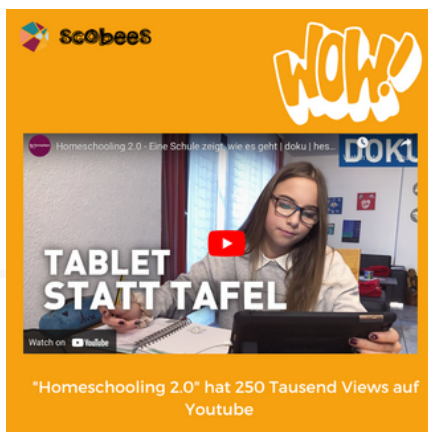 scobees
WOW!
Homeschooling 2.0 - Eine Schule zeigt, wie es geht | doku | hes...
DOKU
TABLET
STATT TAFEL
Watch on YouTube
"Homeschooling 2.0" hat 250 Tausend Views auf
Youtube